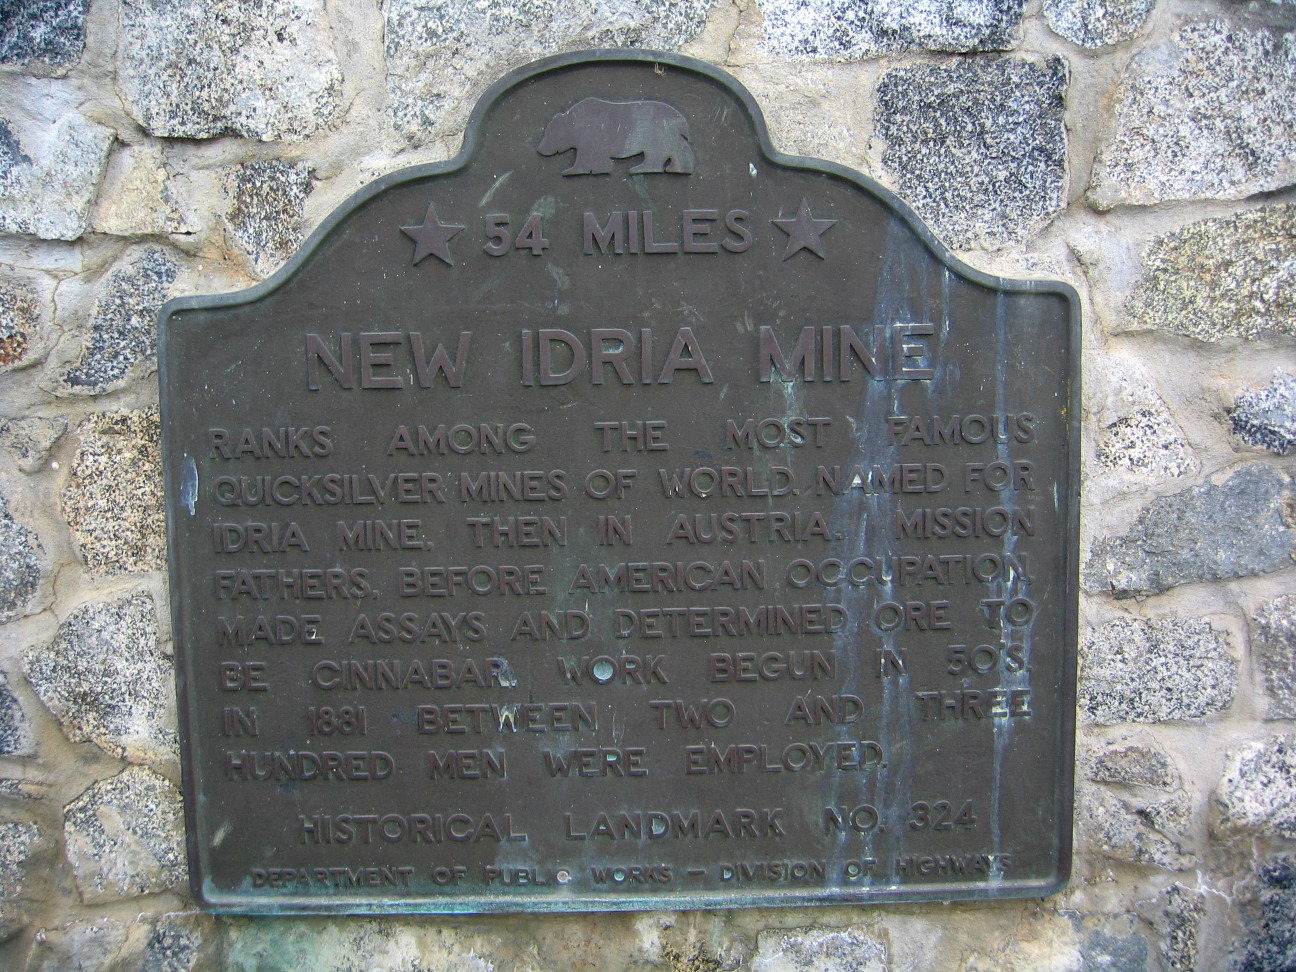 54 MILES
NEW IDRIA MINE
RANKS AMONG THE MOST FAMOUS
QUICKSILVER MINES OF WORLD. NAMED FOR
IDRIA MINE, THEN IN AUSTRIA. MISSION
FATHERS, BEFORE AMERICAN OCCUPATION,
MADE ASSAYS AND DETERMINED ORE TO
BE CINNABAR. WORK BEGUN IN 50'S.
IN 1881 BETWEEN TWO AND THREE
HUNDRED MEN WERE EMPLOYED.
HISTORICAL LANDMARK NO. 324
DEPARTMENT OF PUBLIC WORKS – DIVISION OF HIGHWAYS